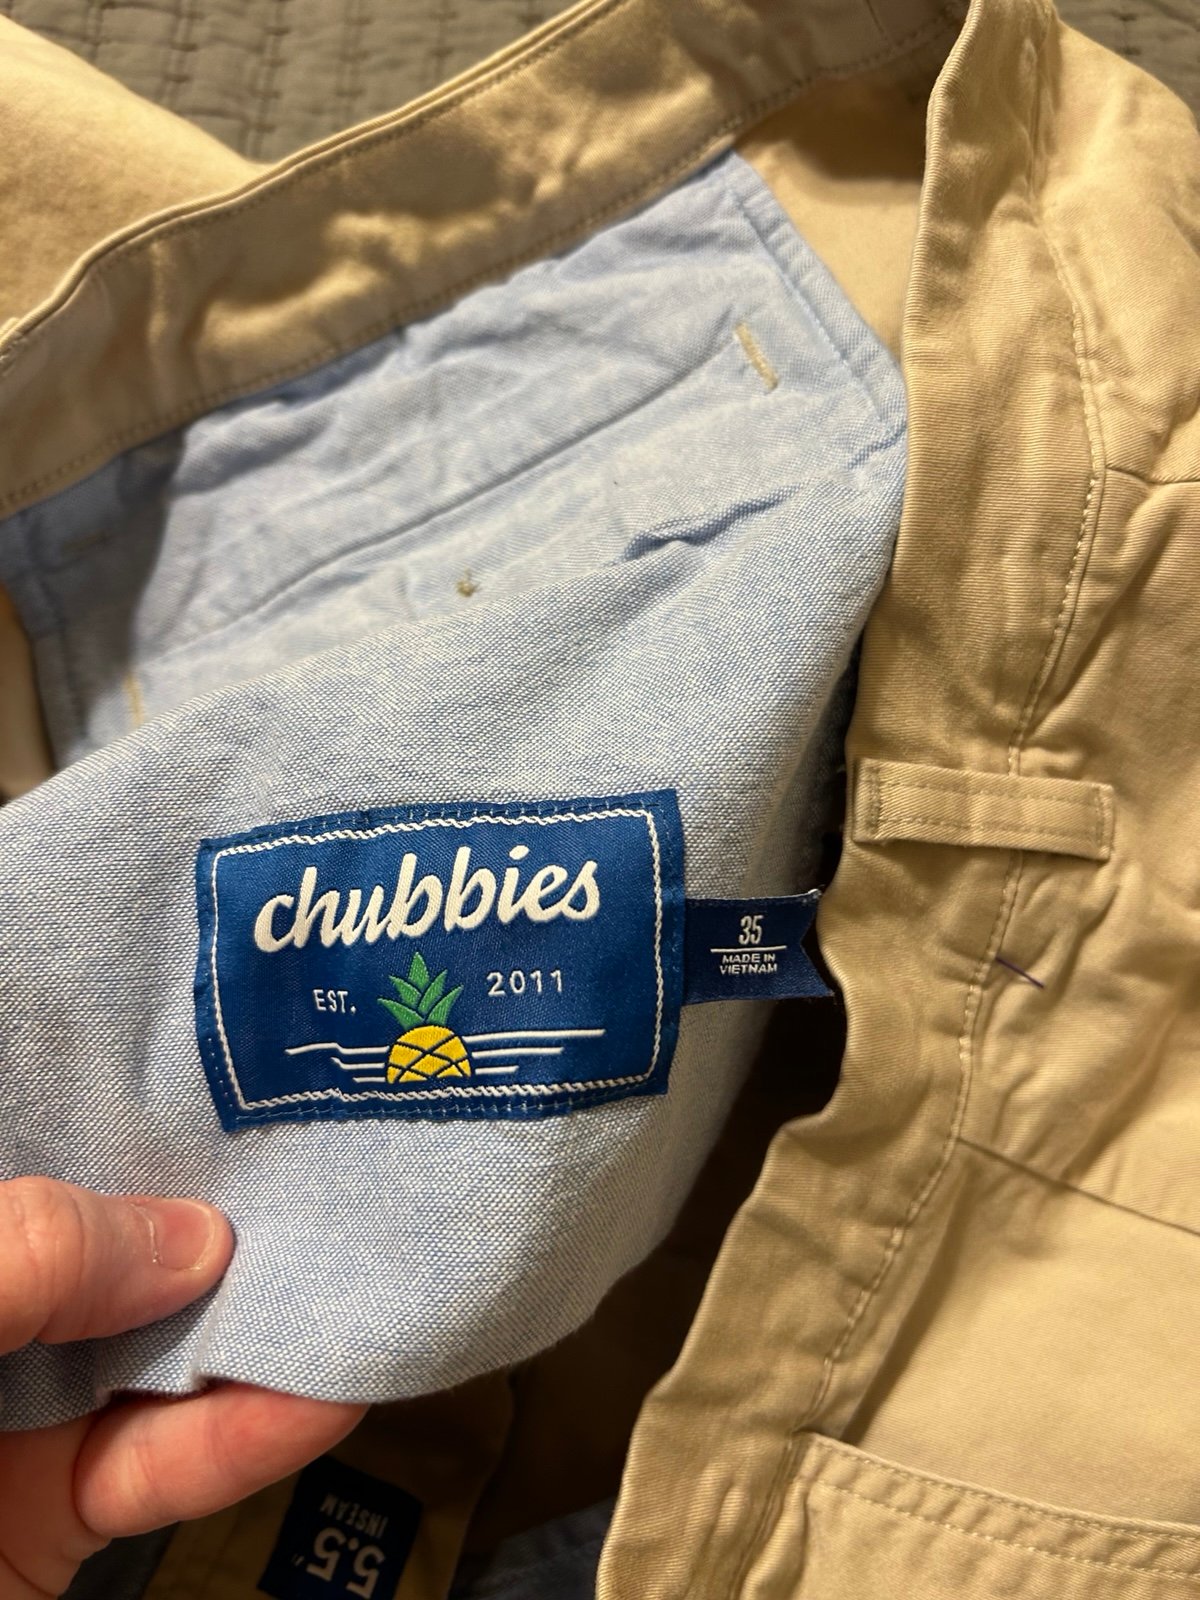 chubbies
EST. 2011
35
MADE IN
VIETNAM
5.5"
INSEAM